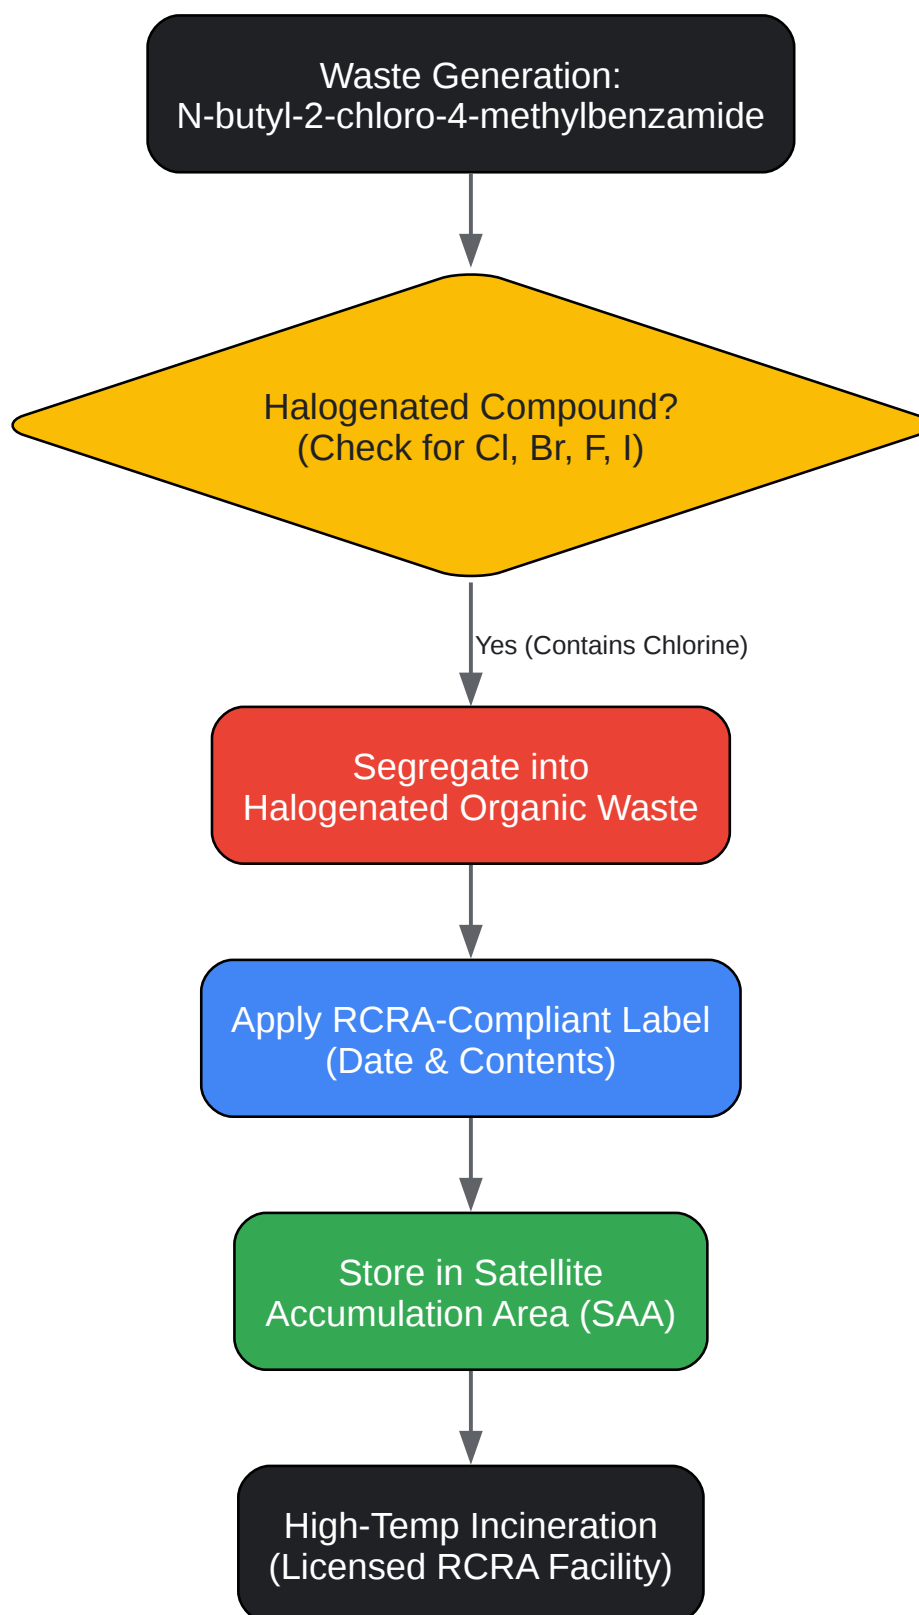 Waste Generation:
N-butyl-2-chloro-4-methylbenzamide
Halogenated Compound?
(Check for Cl, Br, F, I)
Yes (Contains Chlorine)
Segregate into
Halogenated Organic Waste
Apply RCRA-Compliant Label
(Date & Contents)
Store in Satellite
Accumulation Area (SAA)
High-Temp Incineration
(Licensed RCRA Facility)